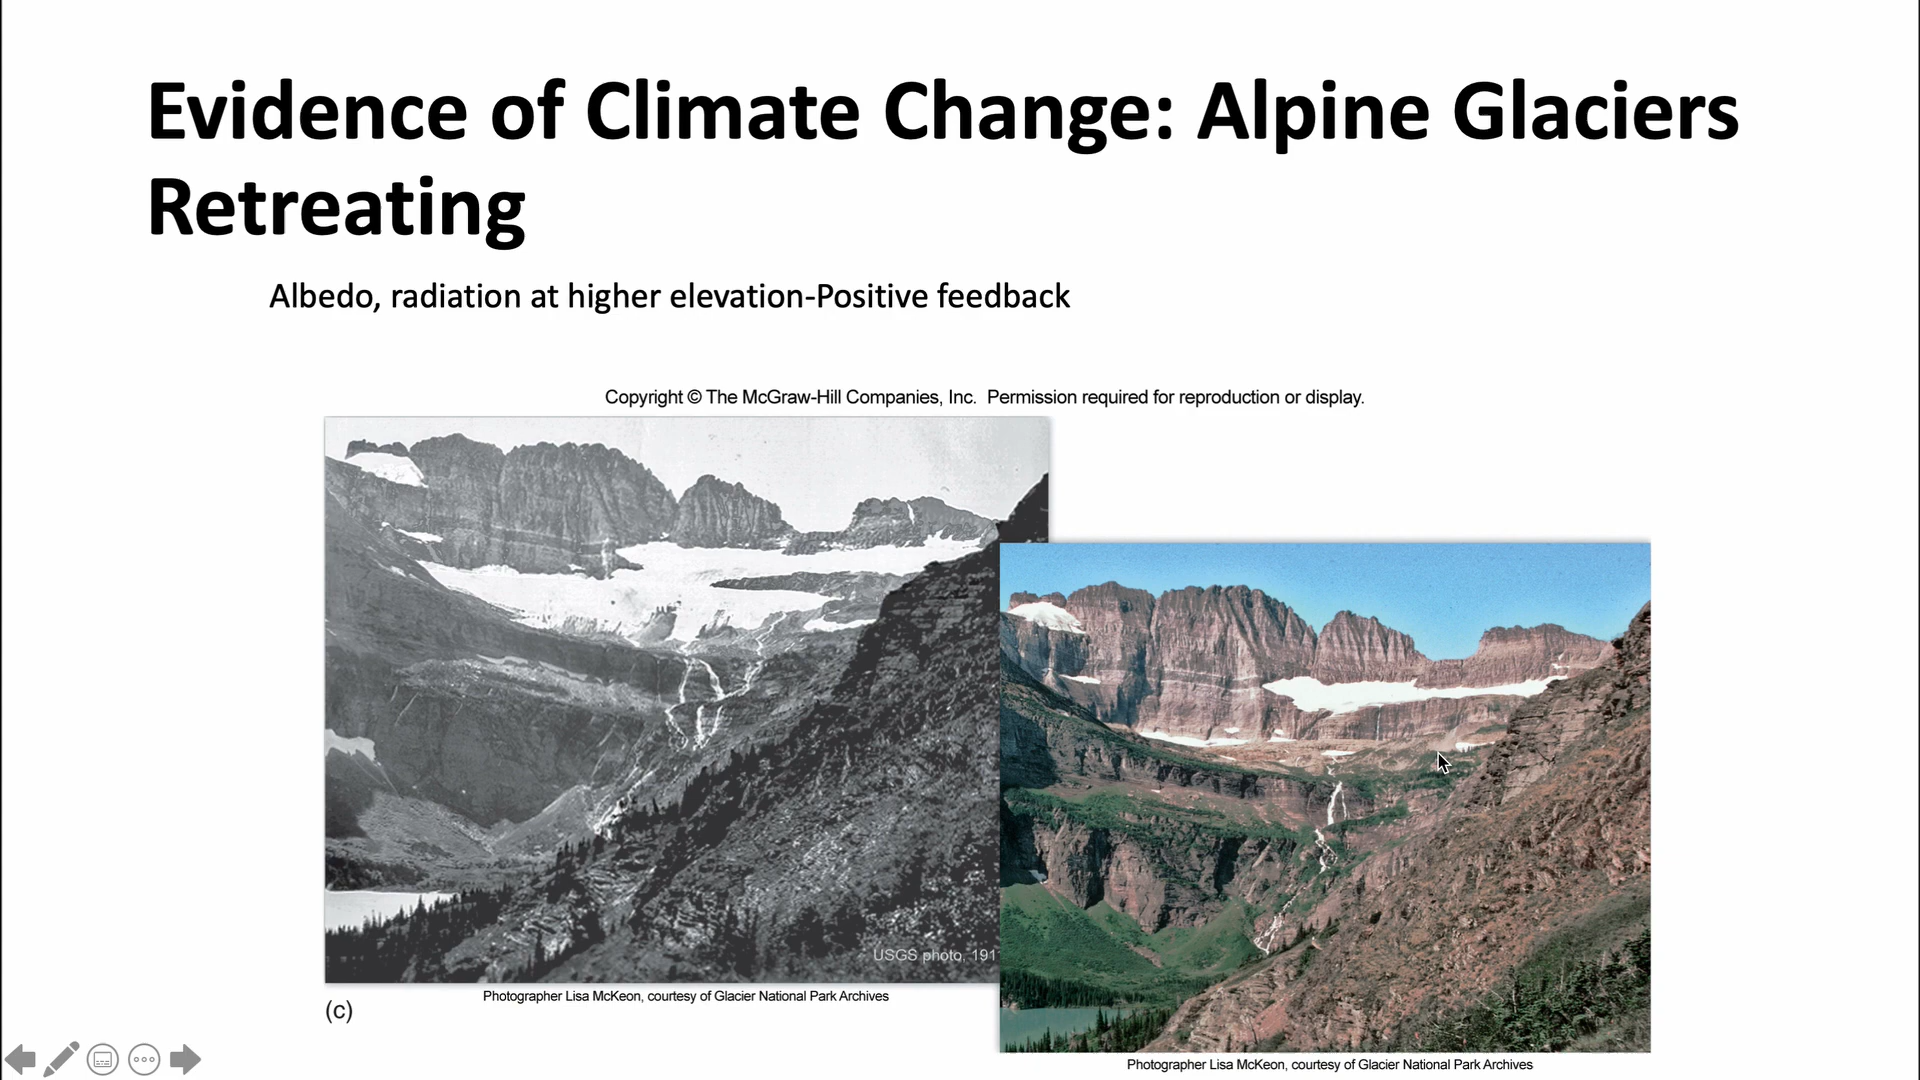 Evidence of Climate Change: Alpine Glaciers
Retreating
Albedo, radiation at higher elevation-Positive feedback
Copyright © The McGraw-Hill Companies, Inc. Permission required for reproduction or display.
USGS photo, 191
Photographer Lisa McKeon, courtesy of Glacier National Park Archives
(c)
Photographer Lisa McKeon, courtesy of Glacier National Park Archives